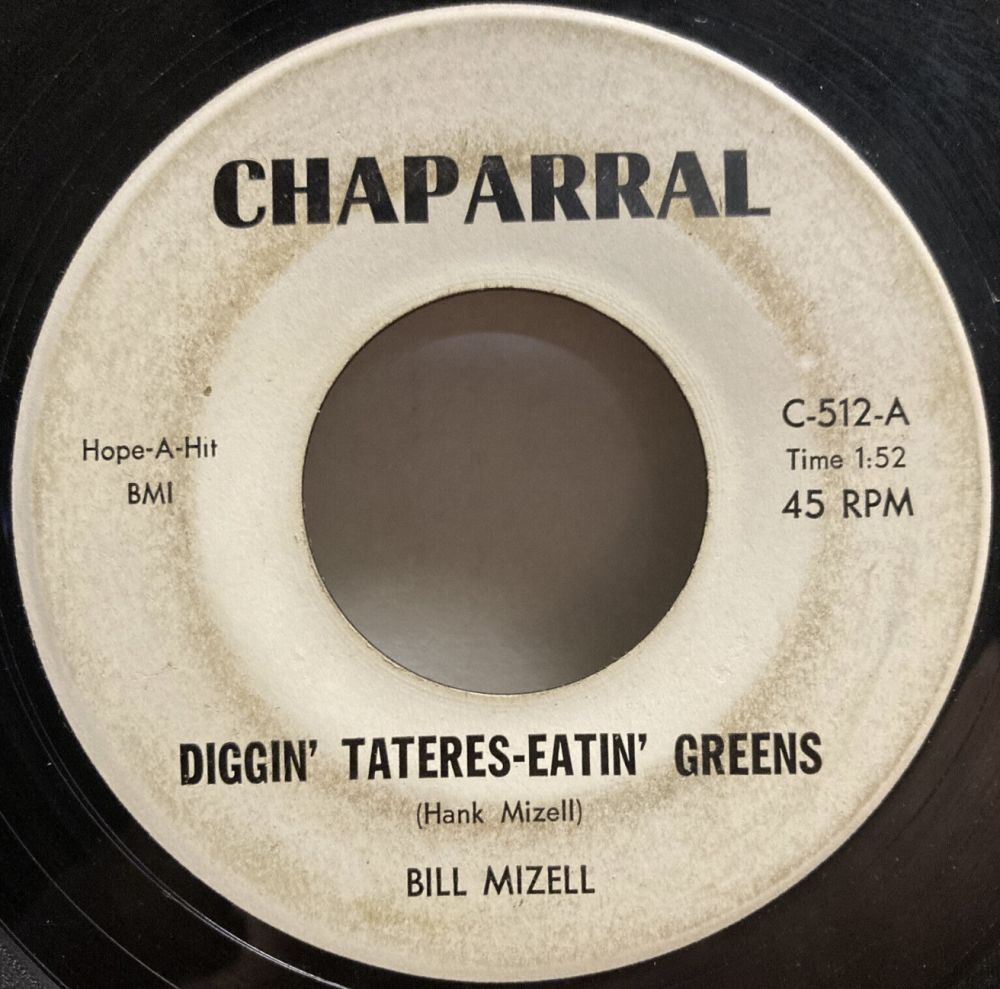 CHAPARRAL
Hope-A-Hit
BMI
C-512-A
Time 1:52
45 RPM
DIGGIN' TATERES-EATIN' GREENS
(Hank Mizell)
BILL MIZELL